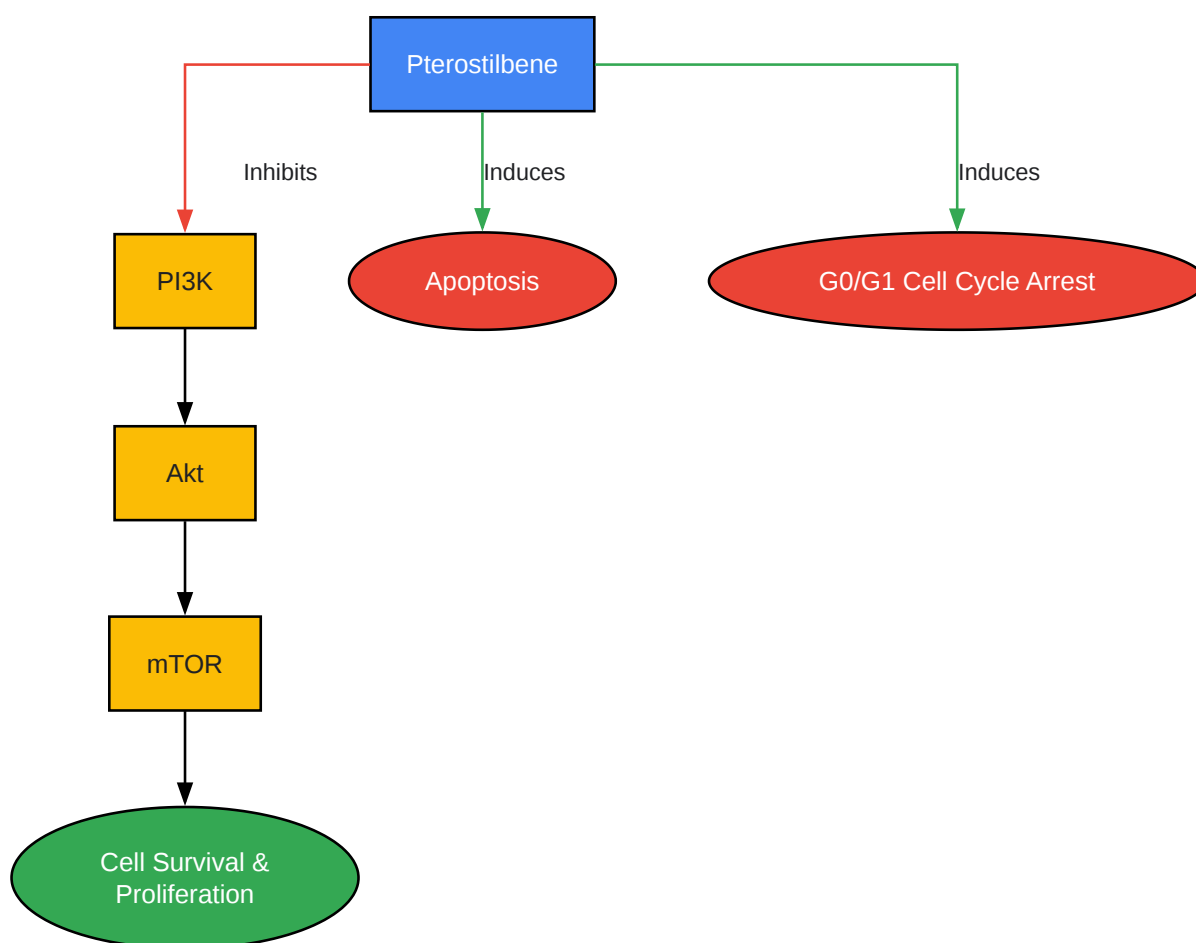 Pterostilbene
Inhibits
Induces
Induces
PI3K
Apoptosis
G0/G1 Cell Cycle Arrest
Akt
mTOR
Cell Survival &
Proliferation